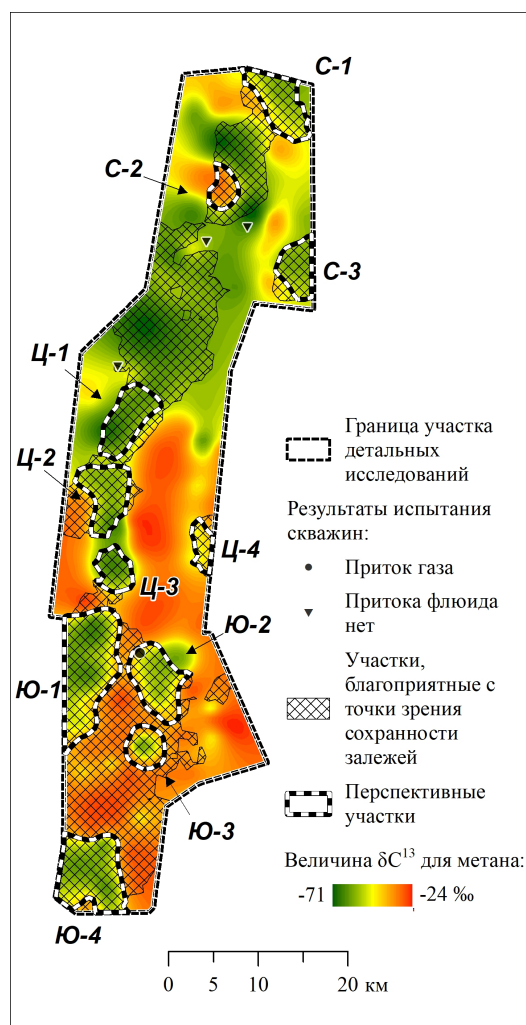 С-1
С-2
С-3
Ц-1
Ц-2
Ц-4
Ц-3
Ю-2
Ю-1
Ю-3
Ю-4
Граница участка
детальных
исследований
Результаты испытания
скважин:
Приток газа
Притока флюида
нет
Участки,
благоприятные с
точки зрения
сохранности
залежей
Перспективные
участки
Величина δC¹³ для метана:
-71 -24 ‰
0 5 10 20 км